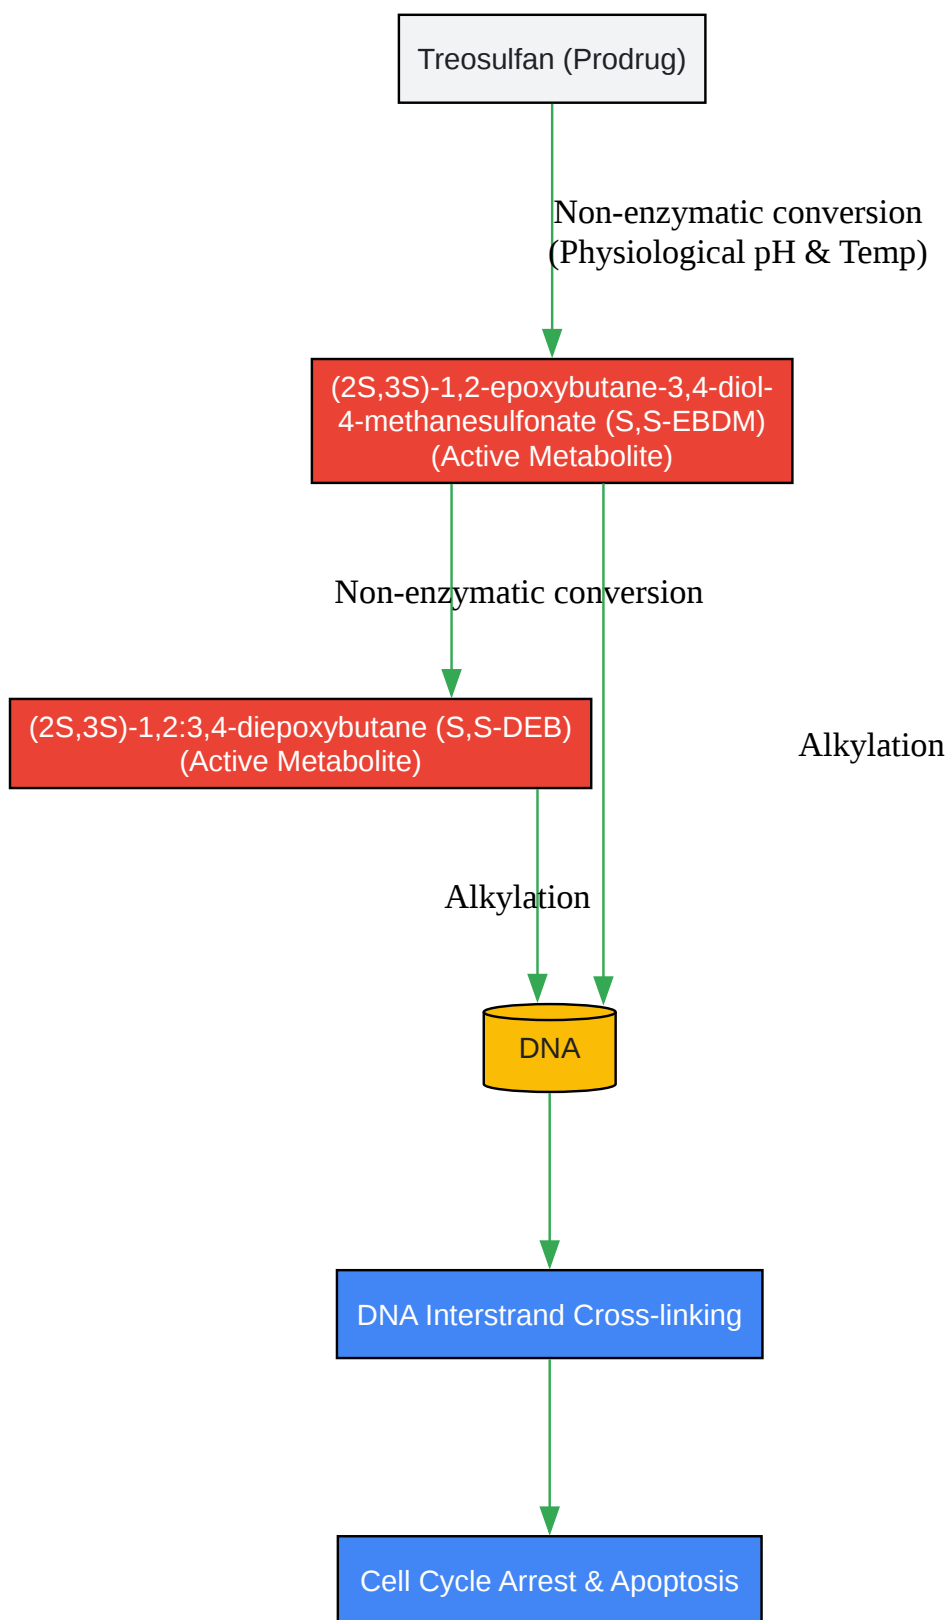 Treosulfan (Prodrug)
Non-enzymatic conversion
(Physiological pH & Temp)
(2S,3S)-1,2-epoxybutane-3,4-diol-
4-methanesulfonate (S,S-EBDM)
(Active Metabolite)
Non-enzymatic conversion
(2S,3S)-1,2:3,4-diepoxybutane (S,S-DEB)
(Active Metabolite)
Alkylation
Alkylation
DNA
DNA Interstrand Cross-linking
Cell Cycle Arrest & Apoptosis